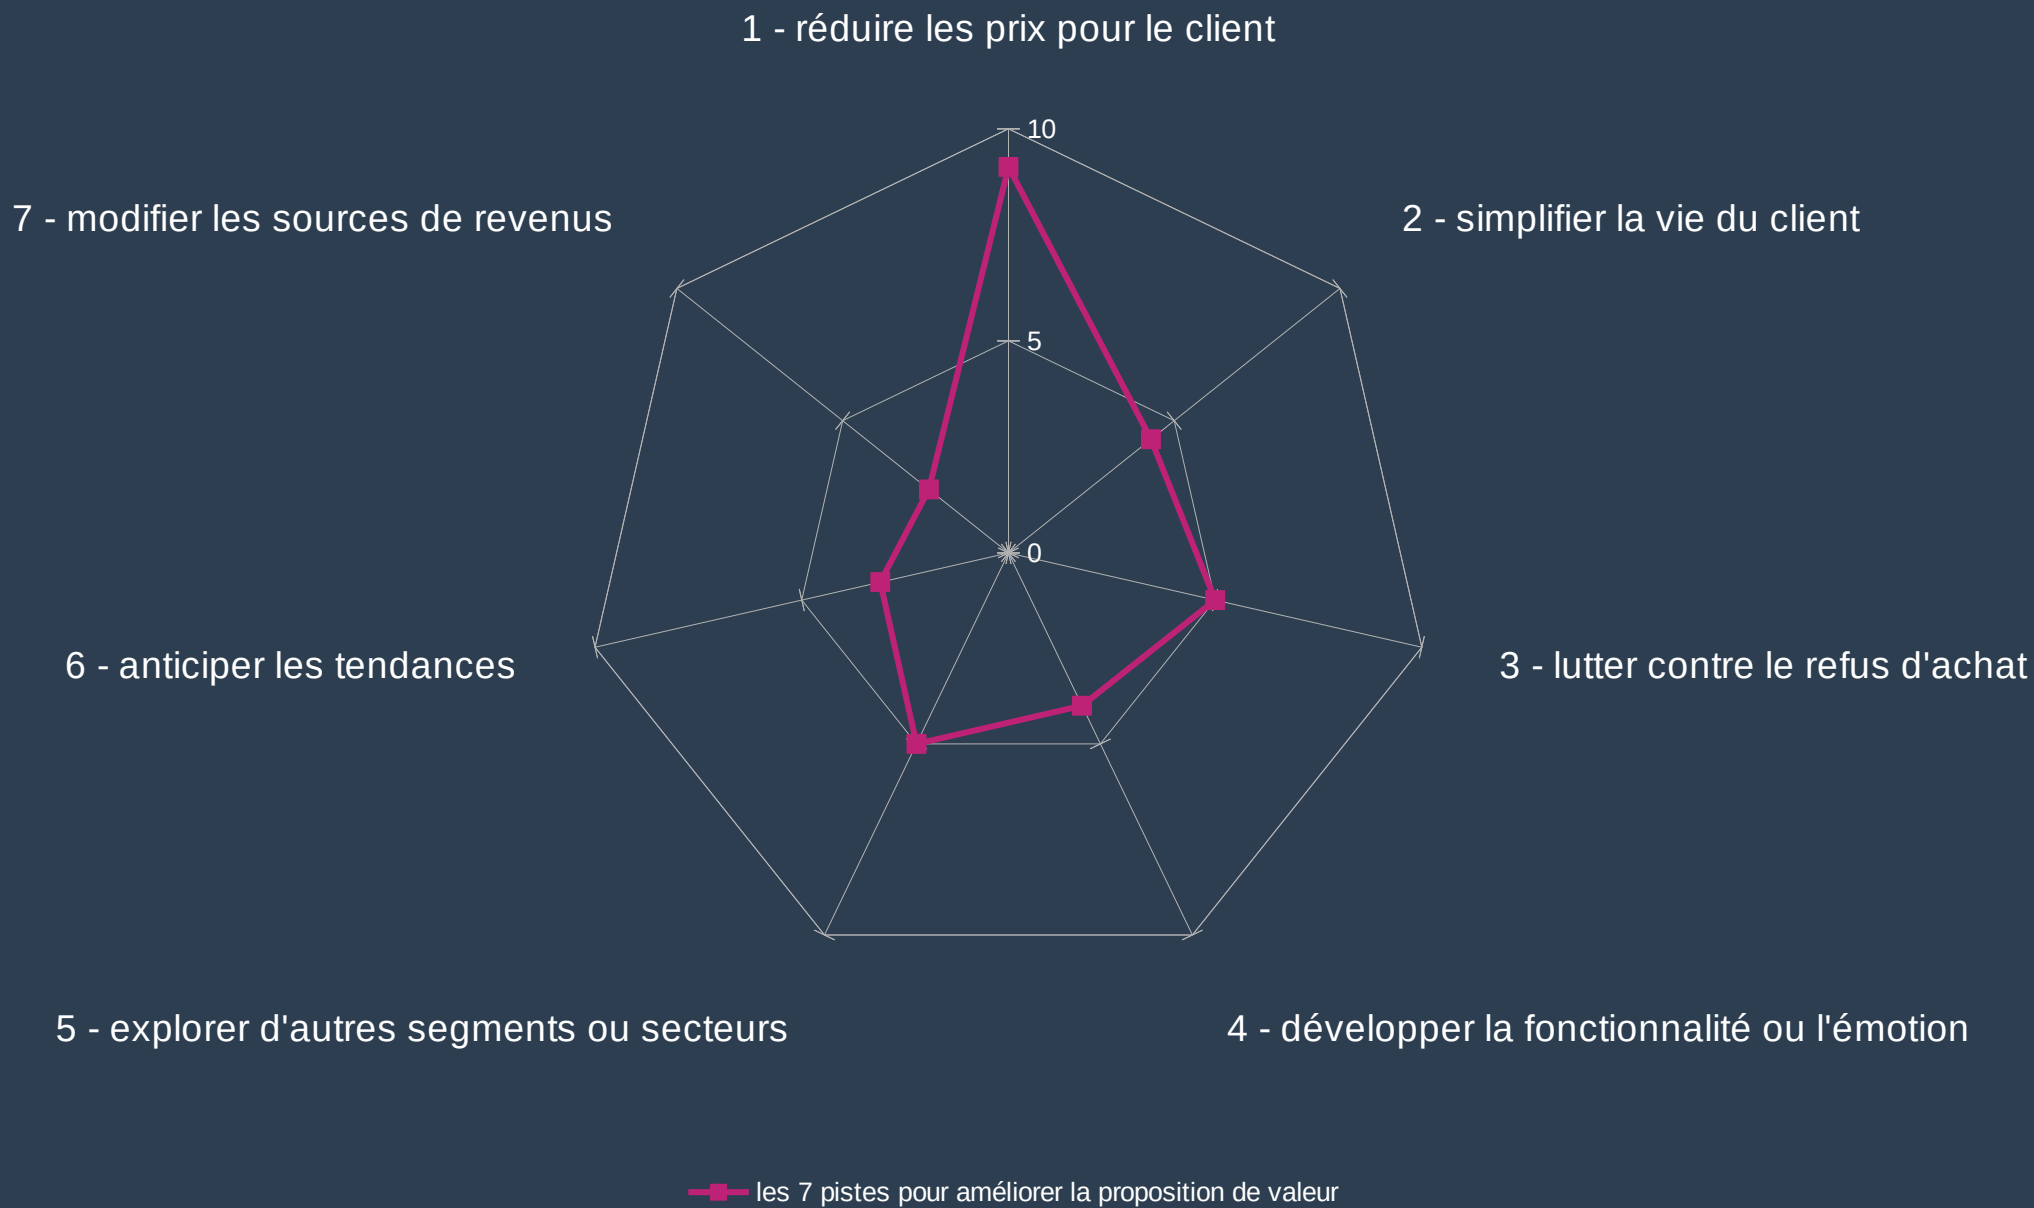 1 - réduire les prix pour le client
10
7 - modifier les sources de revenus
2 - simplifier la vie du client
5
0
6 - anticiper les tendances
3 - lutter contre le refus d'achat
5 - explorer d'autres segments ou secteurs
4 - développer la fonctionnalité ou l'émotion
les 7 pistes pour améliorer la proposition de valeur